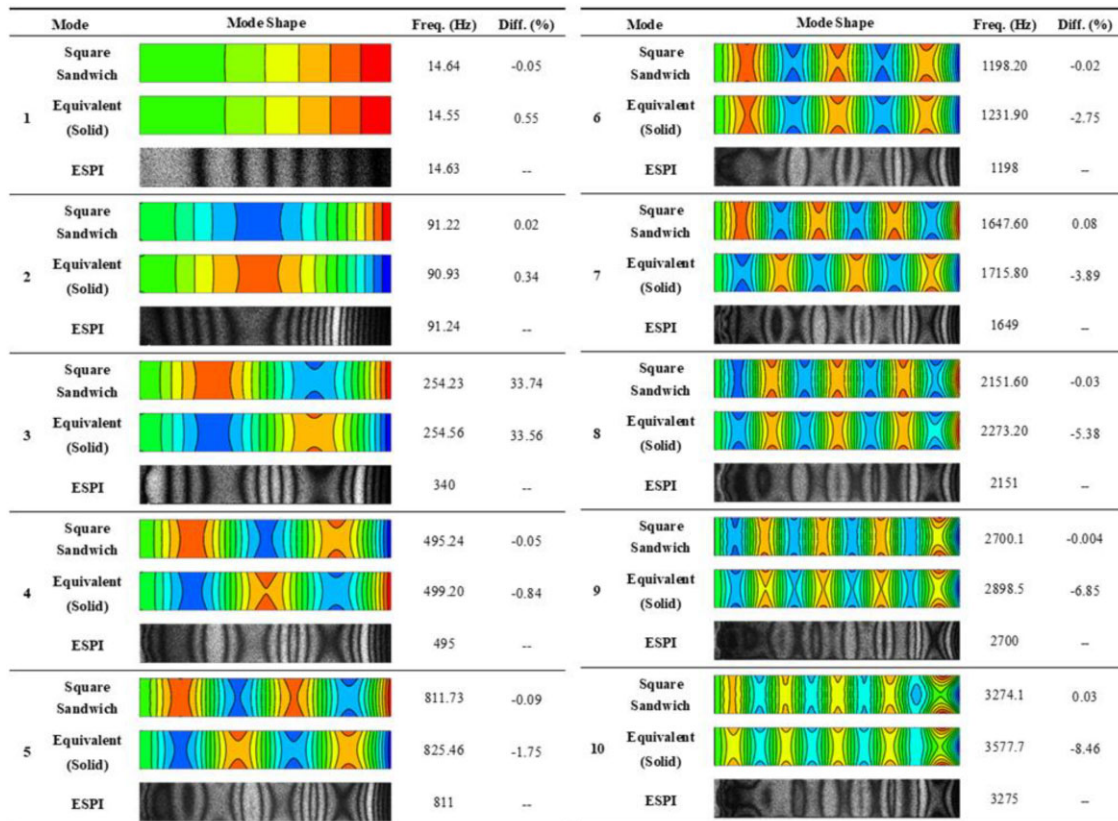 Mode Mode Shape Freq. (Hz) Diff. (%)
Square
Sandwich 14.64 -0.05
1 Equivalent
(Solid) 14.55 0.55
ESPI 14.63 --
Square
Sandwich 91.22 0.02
2 Equivalent
(Solid) 90.93 0.34
ESPI 91.24 --
Square
Sandwich 254.23 33.74
3 Equivalent
(Solid) 254.56 33.56
ESPI 340 --
Square
Sandwich 495.24 -0.05
4 Equivalent
(Solid) 499.20 -0.84
ESPI 495 --
Square
Sandwich 811.73 -0.09
5 Equivalent
(Solid) 825.46 -1.75
ESPI 811 --
Mode Mode Shape Freq. (Hz) Diff. (%)
Square
Sandwich 1198.20 -0.02
6 Equivalent
(Solid) 1231.90 -2.75
ESPI 1198 --
Square
Sandwich 1647.60 0.08
7 Equivalent
(Solid) 1715.80 -3.89
ESPI 1649 --
Square
Sandwich 2151.60 -0.03
8 Equivalent
(Solid) 2273.20 -5.38
ESPI 2151 --
Square
Sandwich 2700.1 -0.004
9 Equivalent
(Solid) 2898.5 -6.85
ESPI 2700 --
Square
Sandwich 3274.1 0.03
10 Equivalent
(Solid) 3577.7 -8.46
ESPI 3275 --